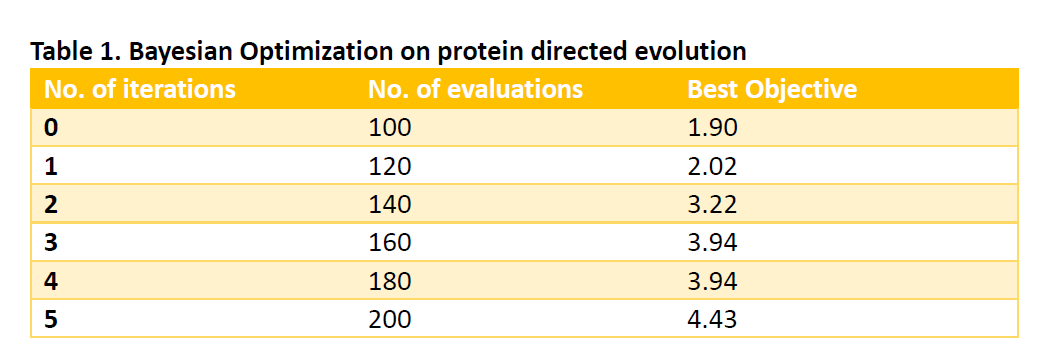 Table 1. Bayesian Optimization on protein directed evolution
No. of iterations No. of evaluations Best Objective
0 100 1.90
1 120 2.02
2 140 3.22
3 160 3.94
4 180 3.94
5 200 4.43